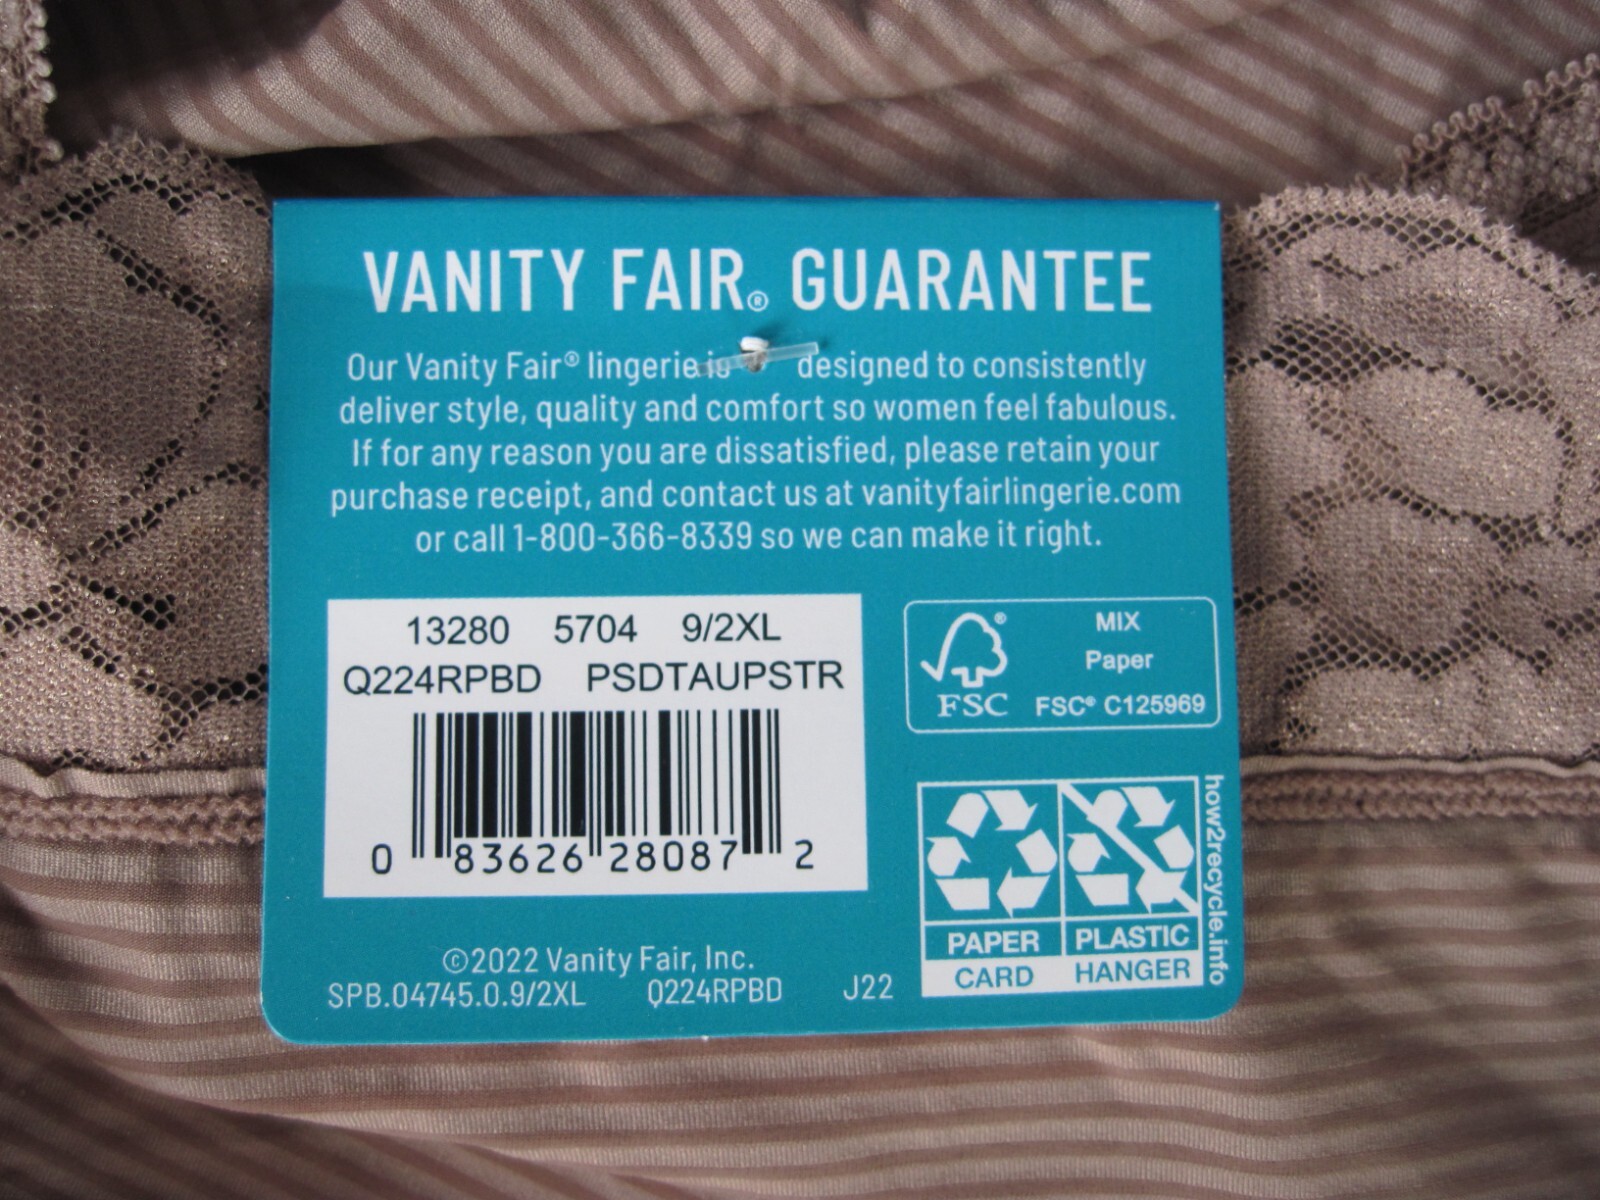 VANITY FAIR® GUARANTEE
Our Vanity Fair® lingerie is designed to consistently
deliver style, quality and comfort so women feel fabulous.
If for any reason you are dissatisfied, please retain your
purchase receipt, and contact us at vanityfairlingerie.com
or call 1-800-366-8339 so we can make it right.
13280 5704 9/2XL
Q224RPBD PSDTAUPSTR
0 83626 28087 2
©2022 Vanity Fair, Inc.
SPB.04745.0.9/2XL Q224RPBD J22
®
FSC
MIX
Paper
FSC® C125969
PAPER
CARD
PLASTIC
HANGER
how2recycle.info